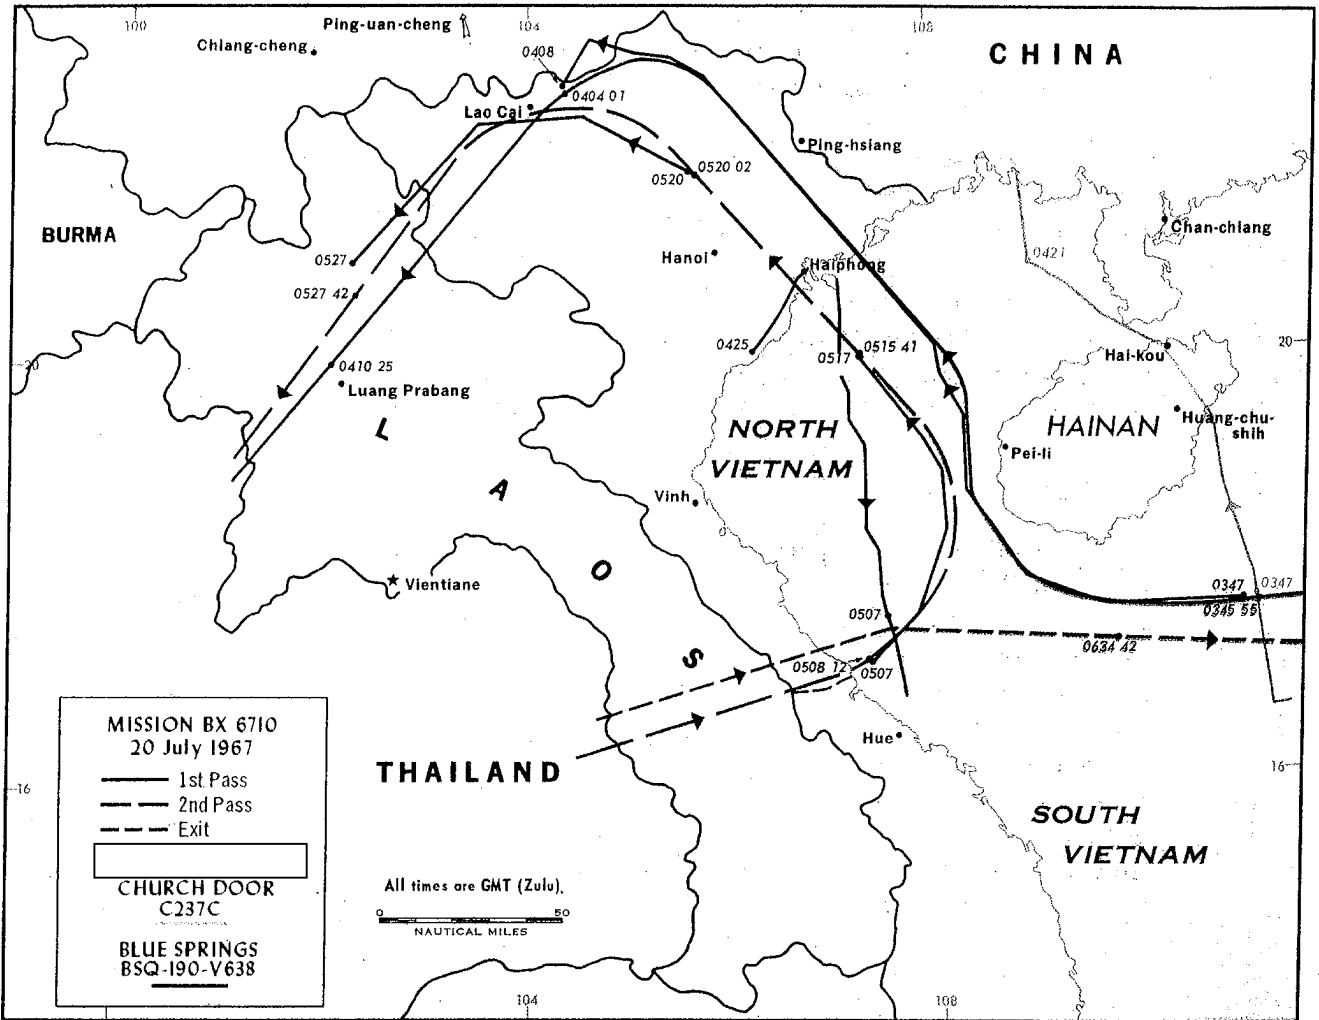 100
104
108
Ping-uan-cheng
Chiang-cheng
CHINA
0408
0404 01
Lao Cai
Ping-hsiang
0520 02
0520
Chan-chiang
BURMA
0421
Hanoi
Haiphong
0527
0527 42
20
0425
0517
0515 41
Hai-kou
20
0410 25
Luang Prabang
L
A
O
S
NORTH
VIETNAM
HAINAN
Huang-chu-
shih
Pei-li
Vinh
Vientiane
0347
0347
0345 55
0507
0634 42
0508 12
0507
Hue
THAILAND
16
16
SOUTH
VIETNAM
MISSION BX 6710
20 July 1967
1st Pass
2nd Pass
Exit
CHURCH DOOR
C237C
BLUE SPRINGS
BSQ-190-V638
All times are GMT (Zulu).
0 50
NAUTICAL MILES
104
108